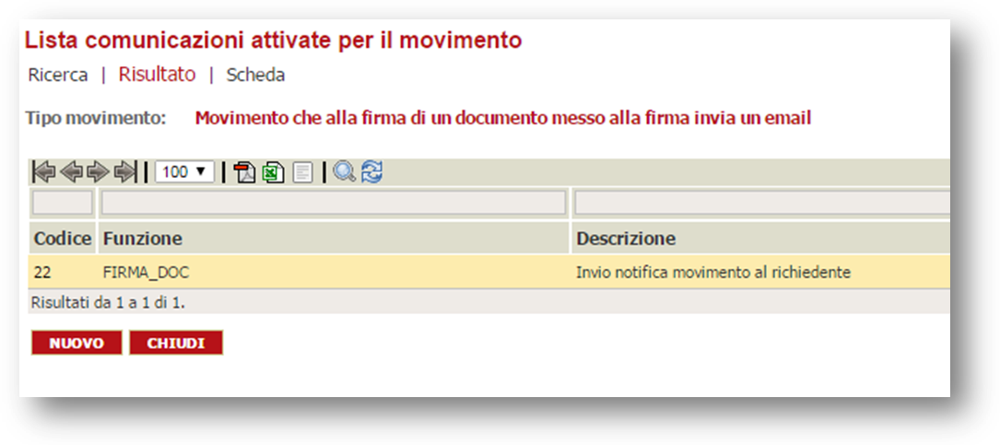 Lista comunicazioni attivate per il movimento
Ricerca | Risultato | Scheda
Tipo movimento: Movimento che alla firma di un documento messo alla firma invia un email
100
Codice Funzione Descrizione
22 FIRMA_DOC Invio notifica movimento al richiedente
Risultati da 1 a 1 di 1.
NUOVO CHIUDI